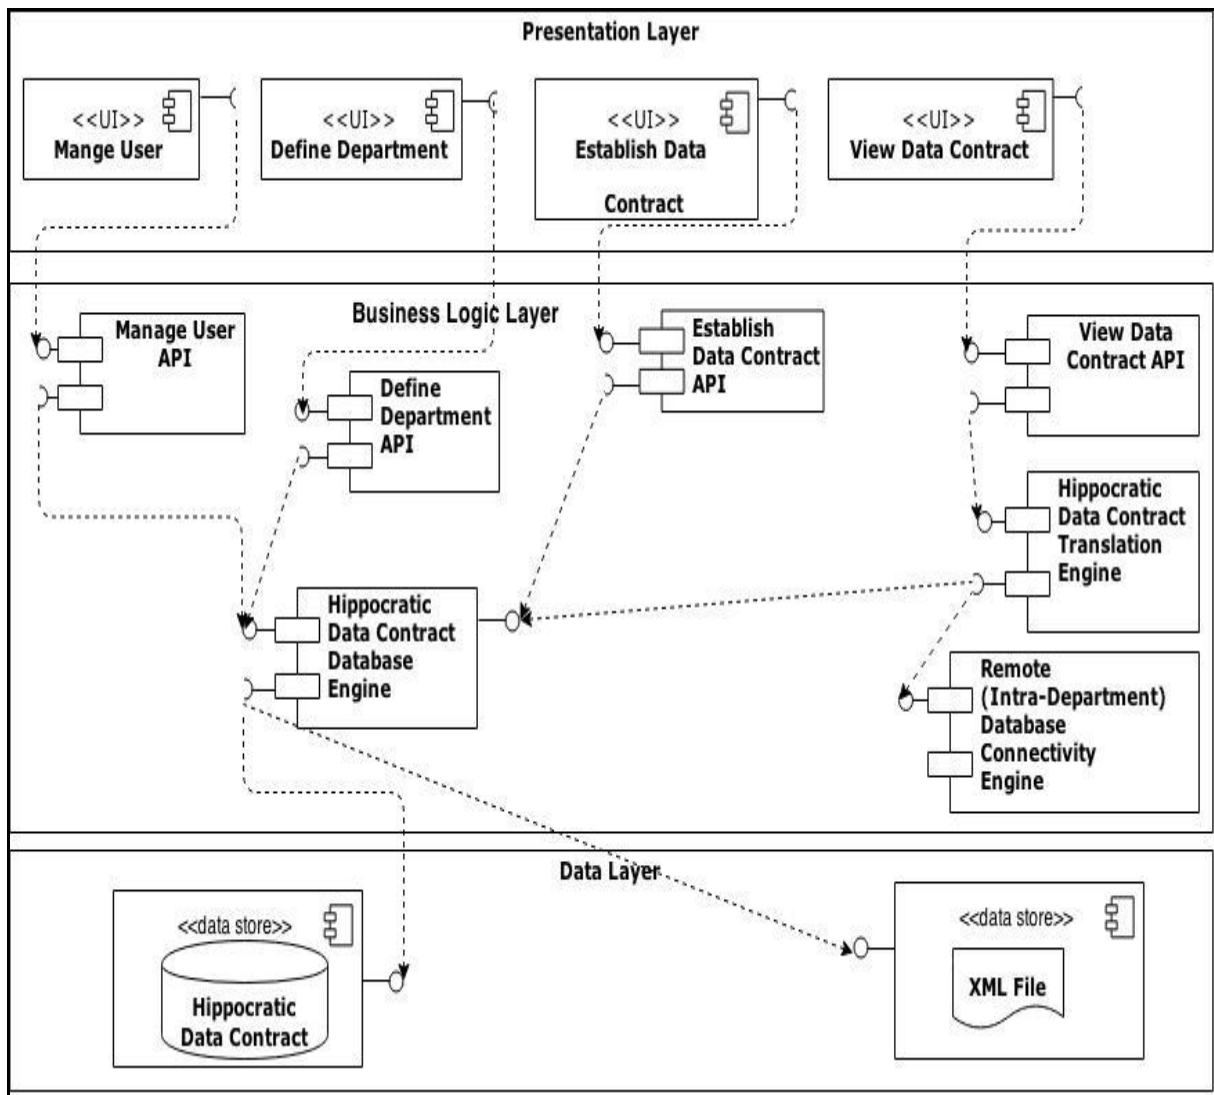 Presentation Layer
<<UI>>
Mange User
<<UI>>
Define Department
<<UI>>
Establish Data
Contract
<<UI>>
View Data Contract
Business Logic Layer
Manage User
API
Define
Department
API
Establish
Data Contract
API
View Data
Contract API
Hippocratic
Data Contract
Translation
Engine
Hippocratic
Data Contract
Database
Engine
Remote
(Intra-Department)
Database
Connectivity
Engine
Data Layer
<<data store>>
Hippocratic
Data Contract
<<data store>>
XML File